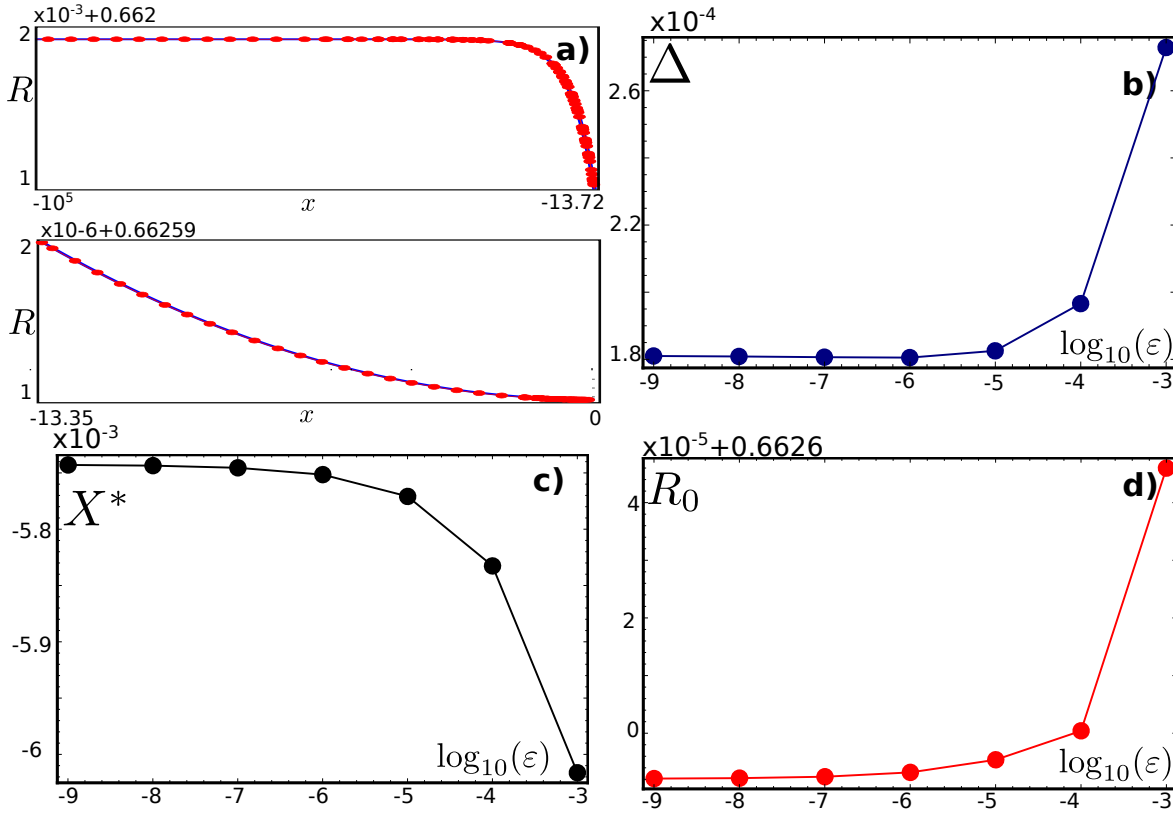 x10⁻³+0.662
2
a)
R
1
-10⁵
x
-13.72
x10-6+0.66259
2
R
1
-13.35
x
0
x10⁻⁴
Δ
b)
2.6
2.2
1.8
log₁₀(ε)
-9 -8 -7 -6 -5 -4 -3
x10⁻³
c)
X*
-5.8
-5.9
-6
log₁₀(ε)
-9 -8 -7 -6 -5 -4 -3
x10⁻⁵+0.6626
R₀
d)
4
2
0
log₁₀(ε)
-9 -8 -7 -6 -5 -4 -3